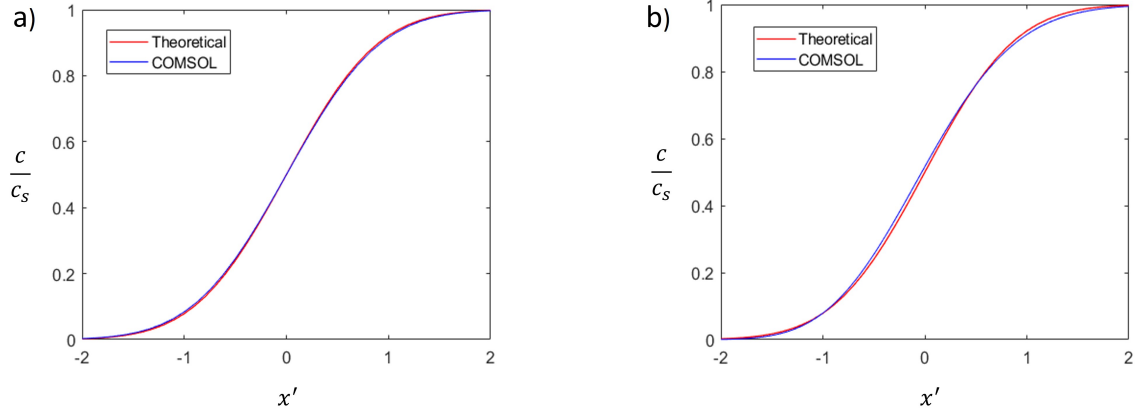 a)
1
0.8
0.6
0.4
0.2
0
Theoretical
COMSOL
c
c_s
-2 -1 0 1 2
x′
b)
1
0.8
0.6
0.4
0.2
0
Theoretical
COMSOL
c
c_s
-2 -1 0 1 2
x′